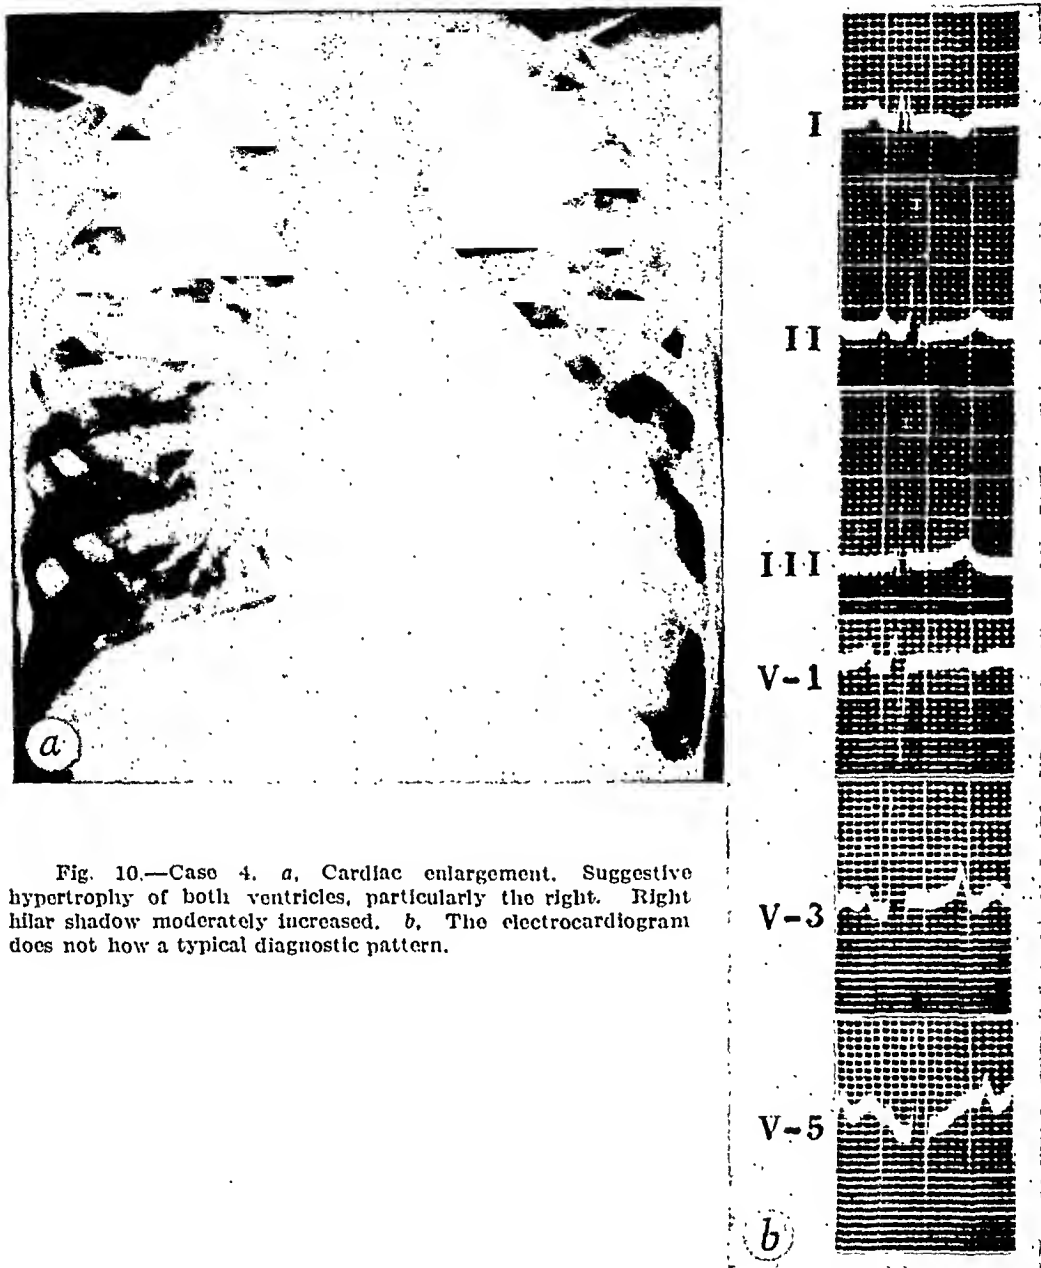 a
Fig. 10.—Case 4. a, Cardiac enlargement. Suggestive
hypertrophy of both ventricles, particularly the right. Right
hilar shadow moderately increased. b, The electrocardiogram
does not how a typical diagnostic pattern.
I
II
III
V-1
V-3
V-5
b